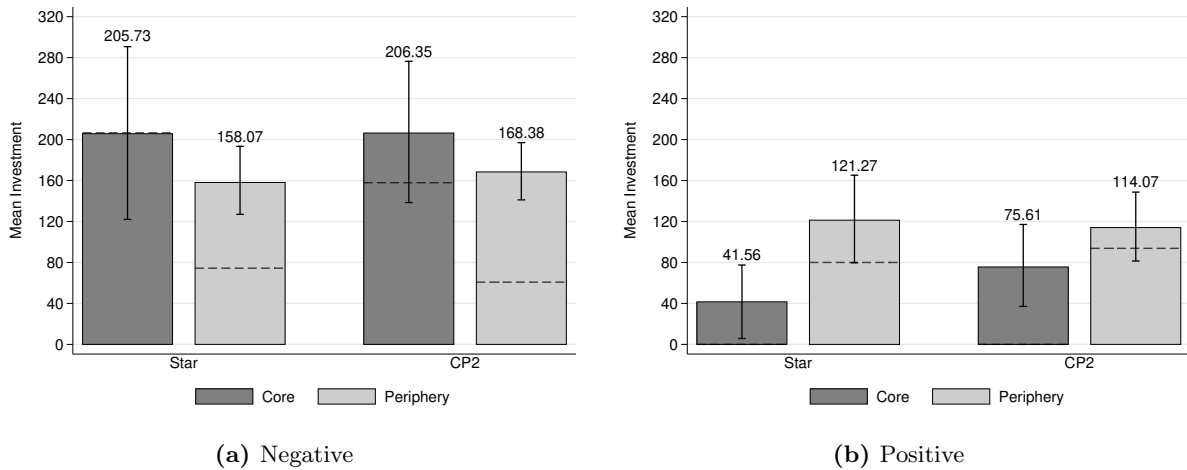 320
280
240
200
160
120
80
40
0
Mean Investment
205.73
158.07
206.35
168.38
Star
CP2
Core
Periphery
(a) Negative
320
280
240
200
160
120
80
40
0
Mean Investment
41.56
121.27
75.61
114.07
Star
CP2
Core
Periphery
(b) Positive